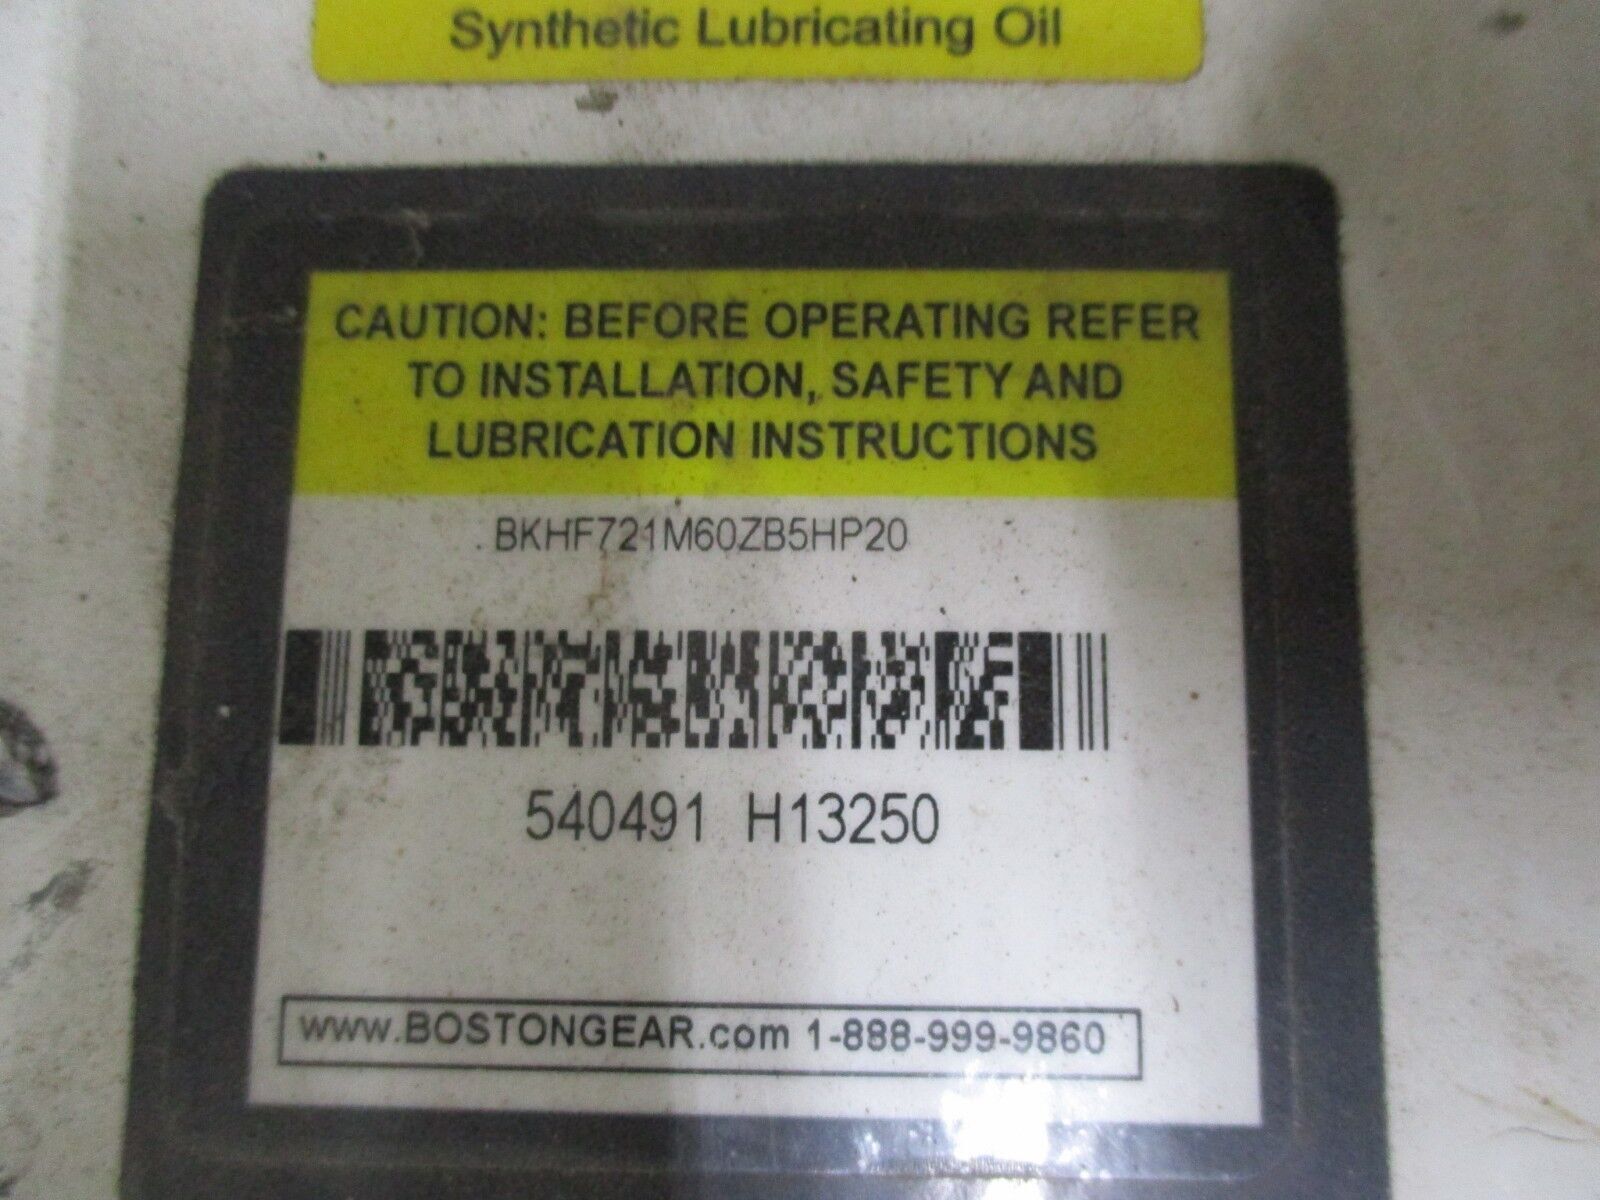 Synthetic Lubricating Oil
CAUTION: BEFORE OPERATING REFER
TO INSTALLATION, SAFETY AND
LUBRICATION INSTRUCTIONS
BKHF721M60ZB5HP20
540491 H13250
www.BOSTONGEAR.com 1-888-999-9860